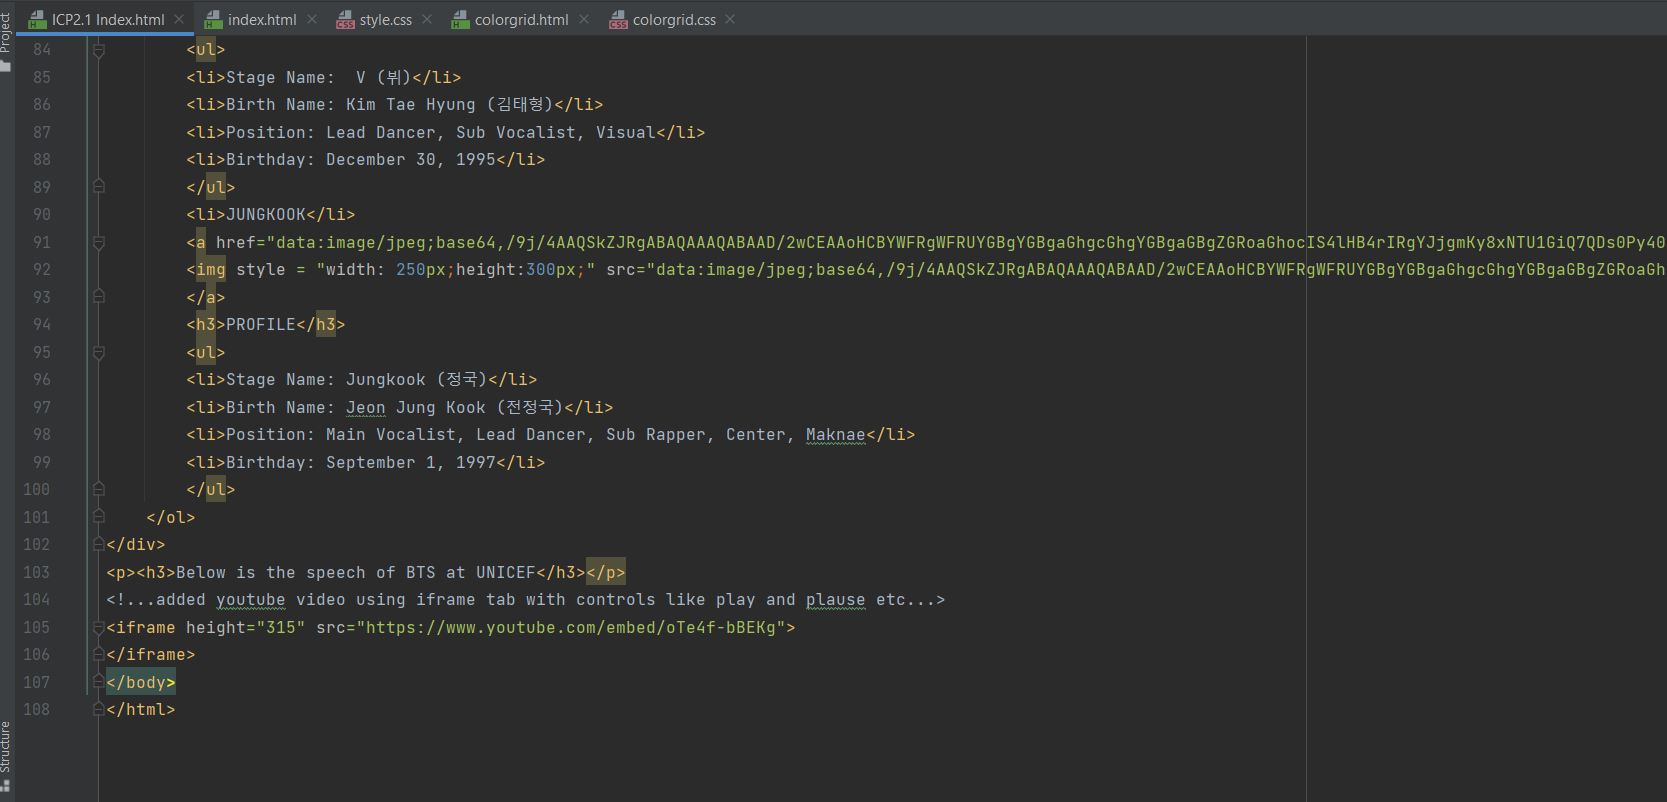 Project
ICP2.1 Index.html
index.html
style.css
colorgrid.html
colorgrid.css
84 <ul>
85 <li>Stage Name:  V (뷔)</li>
86 <li>Birth Name: Kim Tae Hyung (김태형)</li>
87 <li>Position: Lead Dancer, Sub Vocalist, Visual</li>
88 <li>Birthday: December 30, 1995</li>
89 </ul>
90 <li>JUNGKOOK</li>
91 <a href="data:image/jpeg;base64,/9j/4AAQSkZJRgABAQAAAQABAAD/2wCEAAoHCBYWFRgWFRUYGBgYGBgaGhgcGhgYGBgaGBgZGRoaGhocIS4lHB4rIRgYJjgmKy8xNTU1GiQ7QDs0Py40
92 <img style = "width: 250px;height:300px;" src="data:image/jpeg;base64,/9j/4AAQSkZJRgABAQAAAQABAAD/2wCEAAoHCBYWFRgWFRUYGBgYGBgaGhgcGhgYGBgaGBgZGRoaGh
93 </a>
94 <h3>PROFILE</h3>
95 <ul>
96 <li>Stage Name: Jungkook (정국)</li>
97 <li>Birth Name: Jeon Jung Kook (전정국)</li>
98 <li>Position: Main Vocalist, Lead Dancer, Sub Rapper, Center, Maknae</li>
99 <li>Birthday: September 1, 1997</li>
100 </ul>
101 </ol>
102 </div>
103 <p><h3>Below is the speech of BTS at UNICEF</h3></p>
104 <!...added youtube video using iframe tab with controls like play and plause etc...>
105 <iframe height="315" src="https://www.youtube.com/embed/oTe4f-bBEKg">
106 </iframe>
107 </body>
108 </html>
Structure